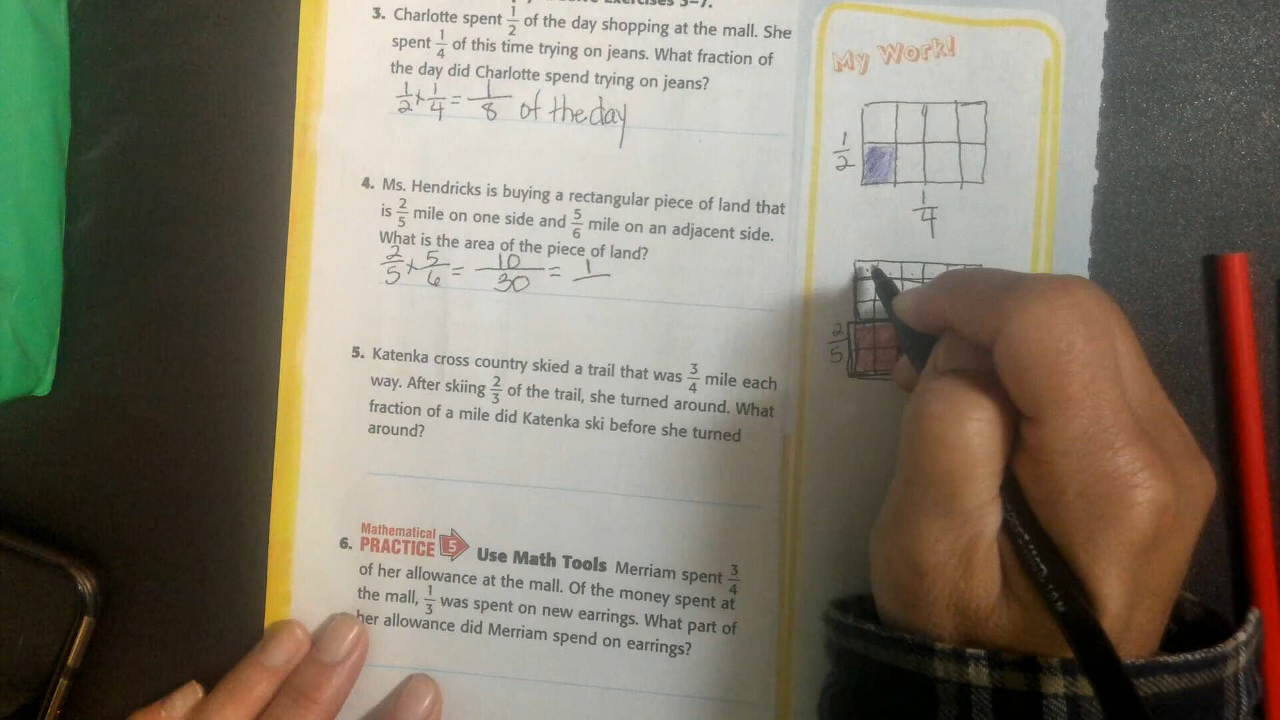 3. Charlotte spent 1/2 of the day shopping at the mall. She
spent 1/4 of this time trying on jeans. What fraction of
the day did Charlotte spend trying on jeans?
1/2 × 1/4 = 1/8 of the day
4. Ms. Hendricks is buying a rectangular piece of land that
is 2/5 mile on one side and 5/6 mile on an adjacent side.
What is the area of the piece of land?
2/5 × 5/6 = 10/30 = 1/
5. Katenka cross country skied a trail that was 3/4 mile each
way. After skiing 2/3 of the trail, she turned around. What
fraction of a mile did Katenka ski before she turned
around?
Mathematical
6. PRACTICE 5 Use Math Tools Merriam spent 3/4
of her allowance at the mall. Of the money spent at
the mall, 1/3 was spent on new earrings. What part of
her allowance did Merriam spend on earrings?
My Work!
1/2
1/4
2/5